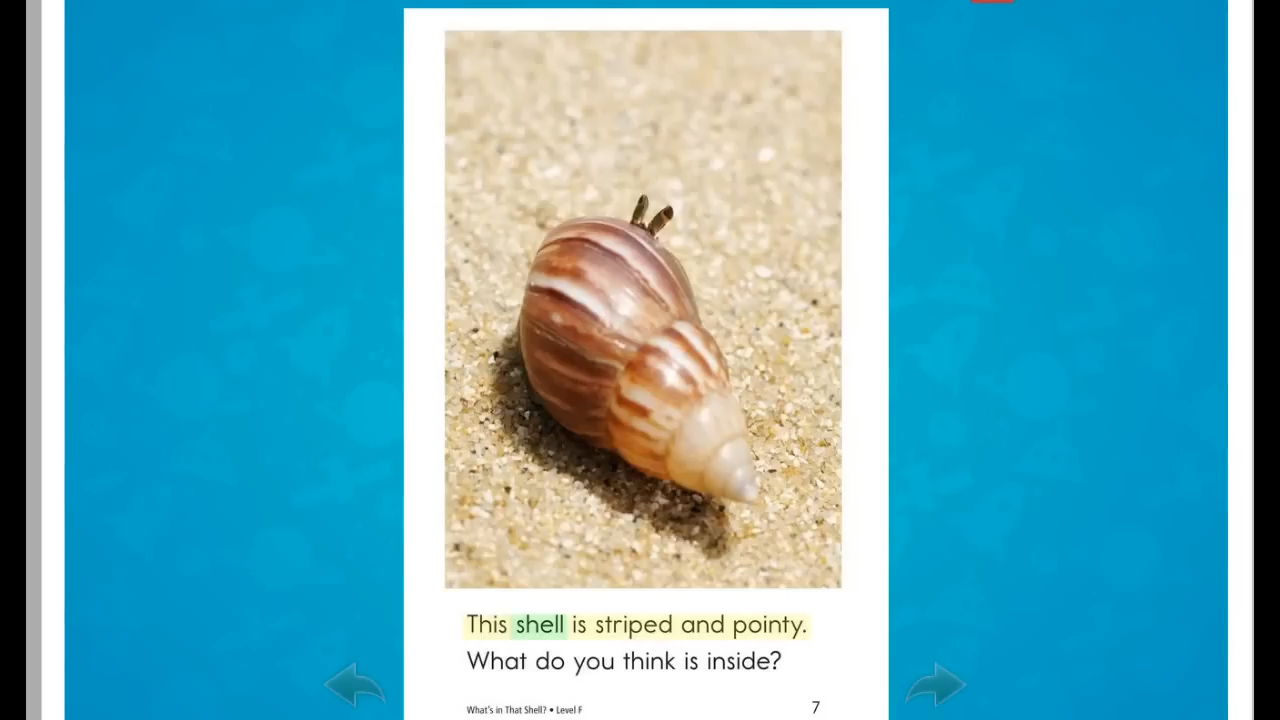 This shell is striped and pointy.
What do you think is inside?
What's in That Shell? • Level F
7